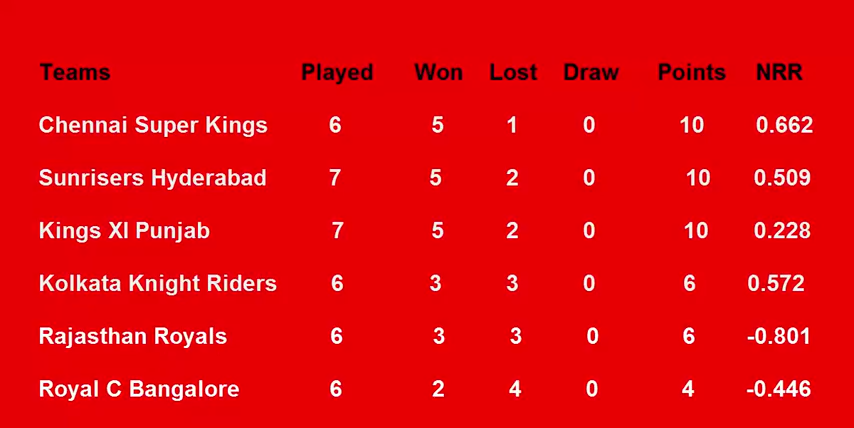 Teams Played Won Lost Draw Points NRR
Chennai Super Kings 6 5 1 0 10 0.662
Sunrisers Hyderabad 7 5 2 0 10 0.509
Kings XI Punjab 7 5 2 0 10 0.228
Kolkata Knight Riders 6 3 3 0 6 0.572
Rajasthan Royals 6 3 3 0 6 -0.801
Royal C Bangalore 6 2 4 0 4 -0.446